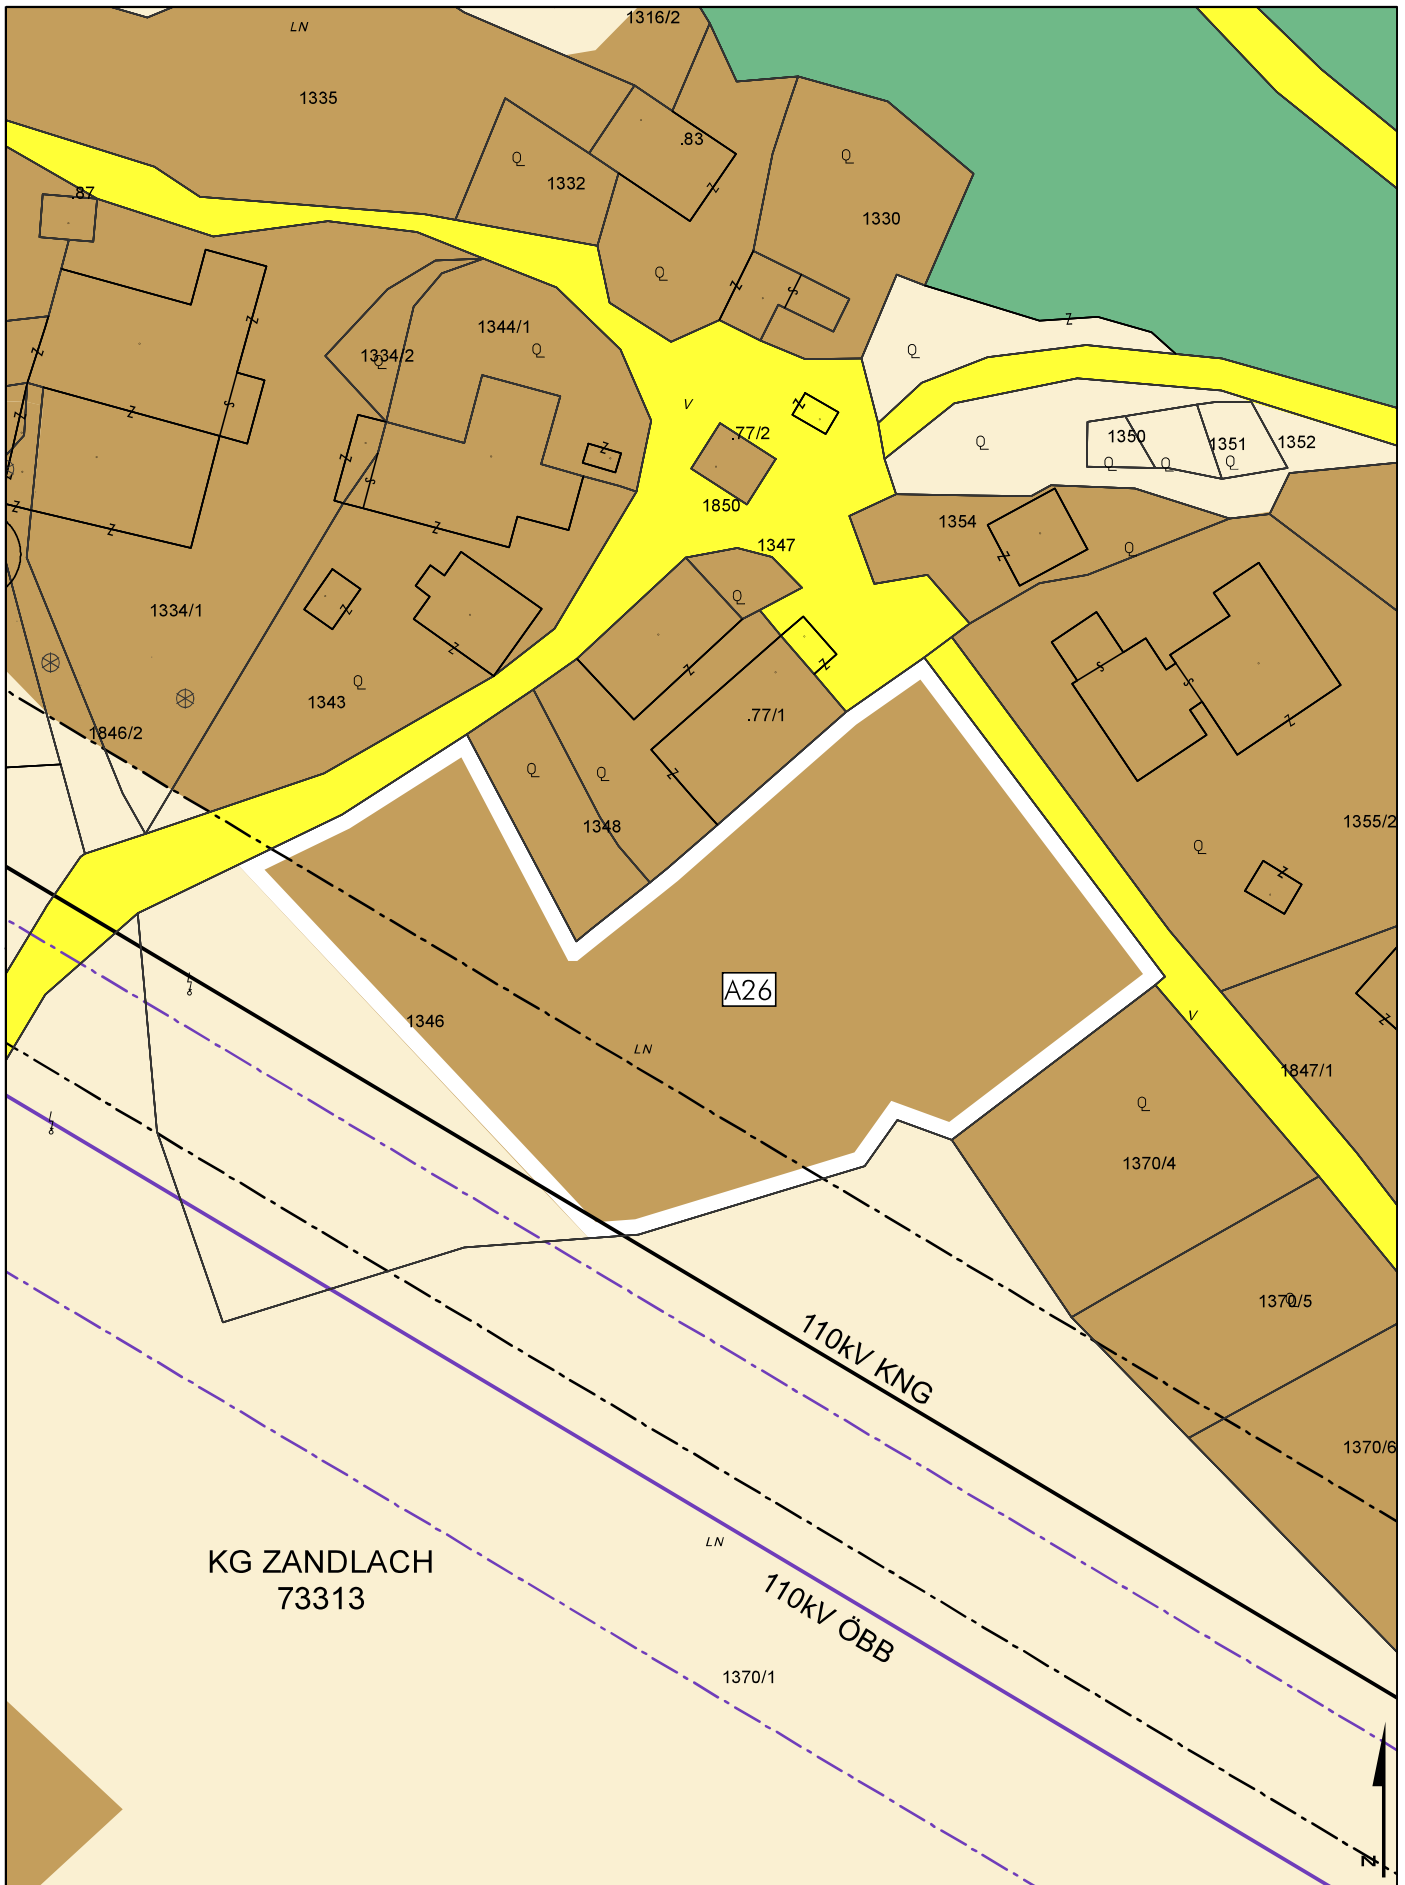 1316/2
LN
1335
.83
Q
Q
1332
.87
1330
Q
1344/1
1334/2
Q
Q
Q
V
.77/2
Q
1350
1351
1352
Q
Q
Q
1850
1354
1347
Q
Q
1334/1
1343
Q
.77/1
1846/2
Q
Q
1348
1355/2
Q
A26
1346
LN
V
1847/1
Q
1370/4
1370/5
Q
110kV KNG
1370/6
LN
KG ZANDLACH
73313
110kV ÖBB
1370/1
N